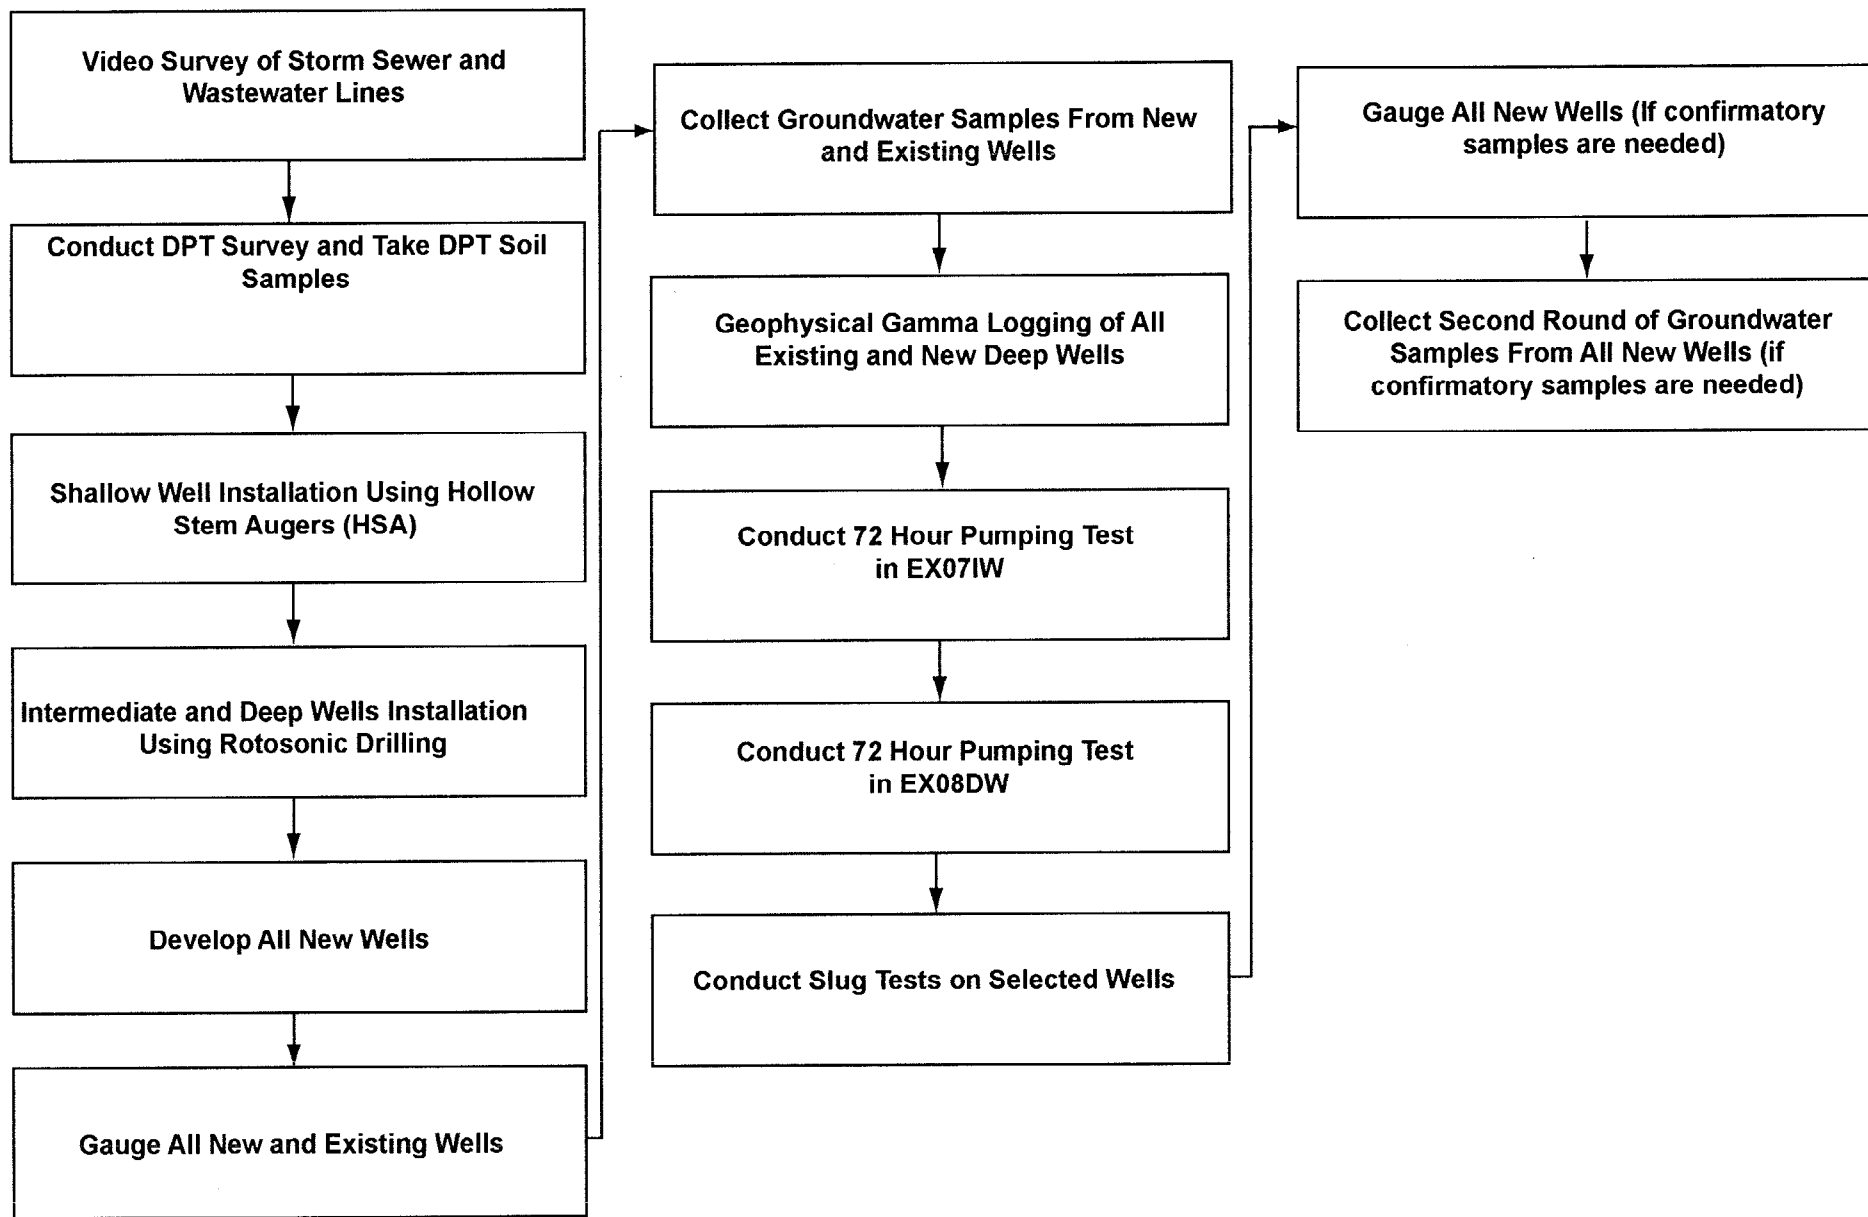 Video Survey of Storm Sewer and
Wastewater Lines
Conduct DPT Survey and Take DPT Soil
Samples
Shallow Well Installation Using Hollow
Stem Augers (HSA)
Intermediate and Deep Wells Installation
Using Rotosonic Drilling
Develop All New Wells
Gauge All New and Existing Wells
Collect Groundwater Samples From New
and Existing Wells
Geophysical Gamma Logging of All
Existing and New Deep Wells
Conduct 72 Hour Pumping Test
in EX07IW
Conduct 72 Hour Pumping Test
in EX08DW
Conduct Slug Tests on Selected Wells
Gauge All New Wells (If confirmatory
samples are needed)
Collect Second Round of Groundwater
Samples From All New Wells (if
confirmatory samples are needed)